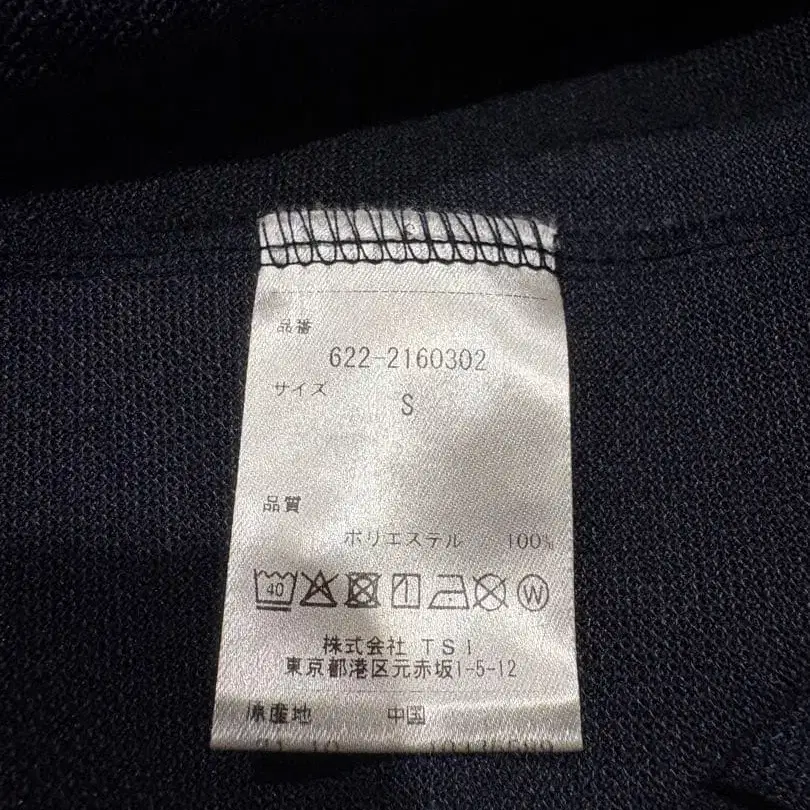 品番
622-2160302
サイズ
S
品質
ポリエステル 100%
40
W
株式会社 TSI
東京都港区元赤坂1-5-12
原産地 中国